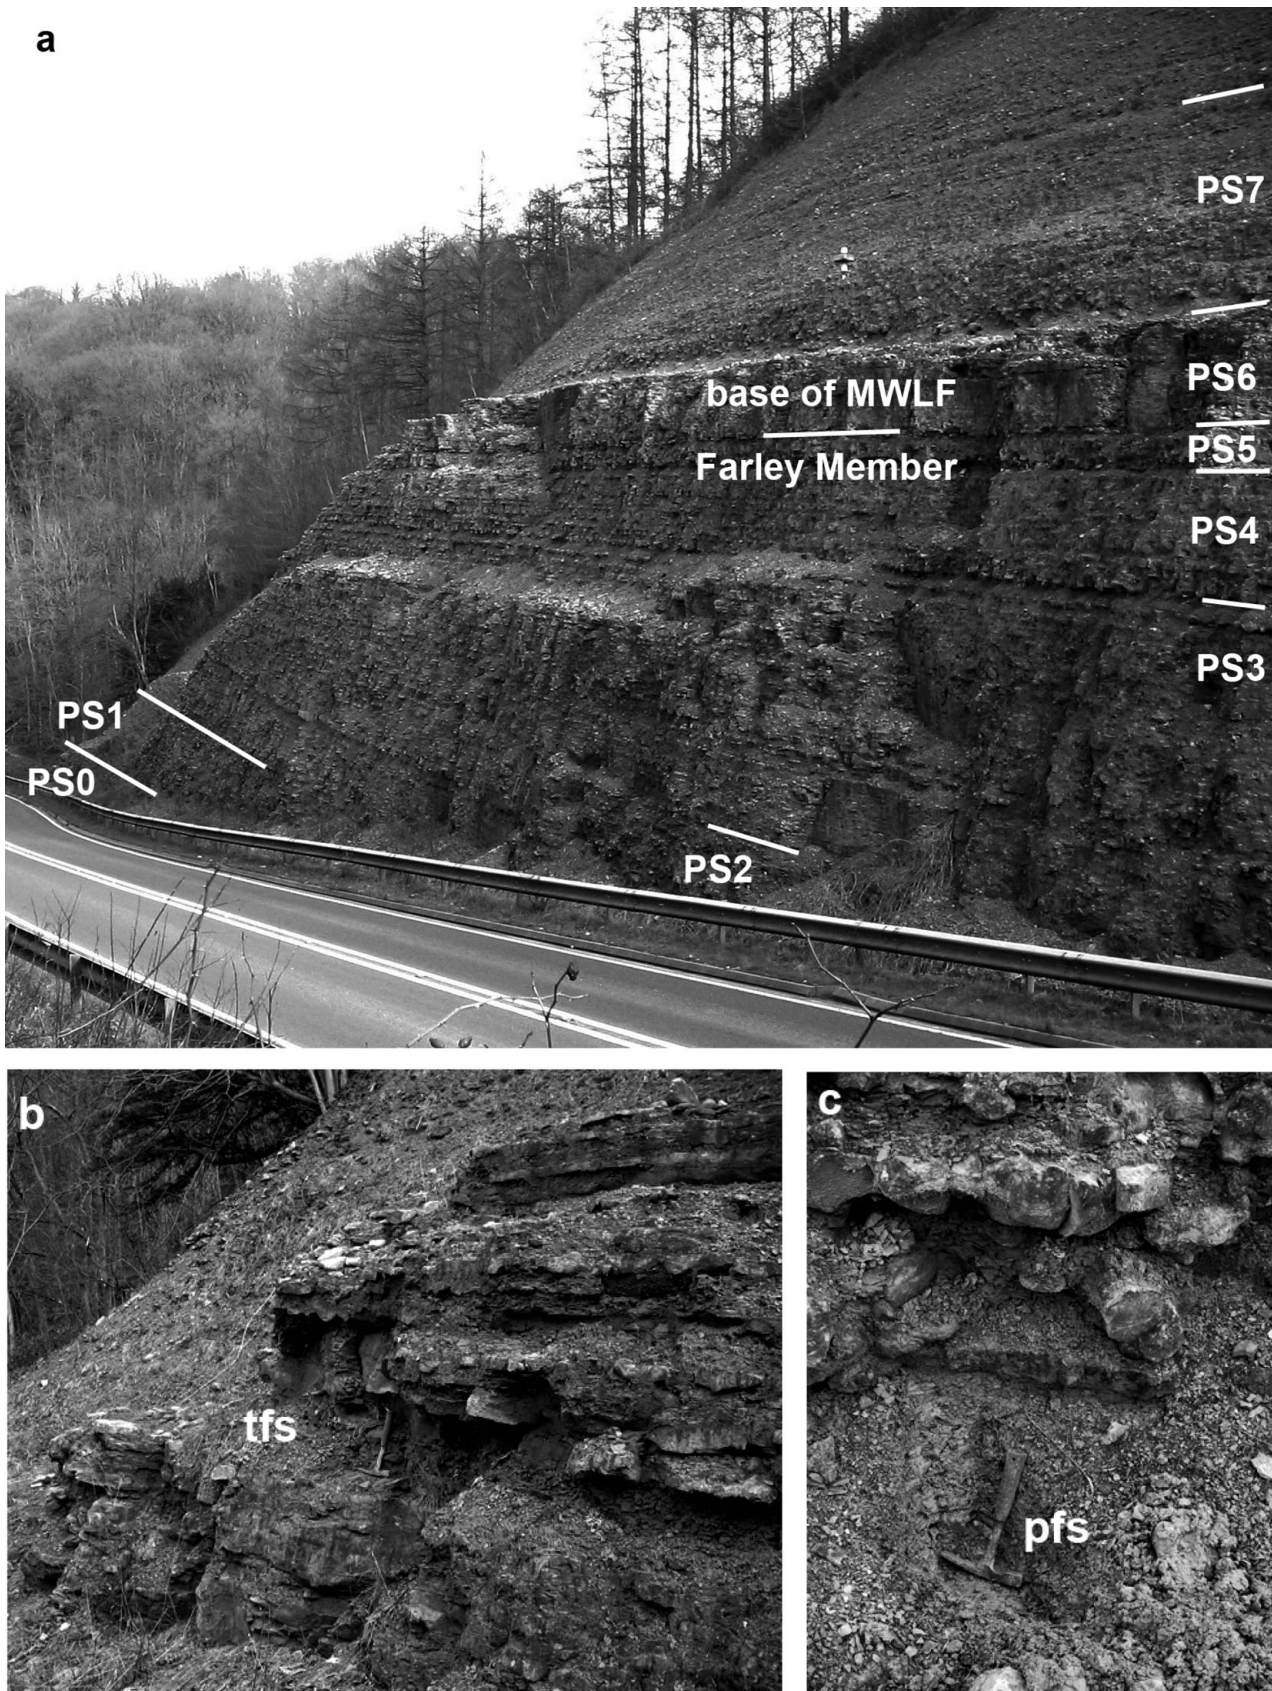 a
PS7
PS6
base of MWLF
PS5
Farley Member
PS4
PS3
PS1
PS0
PS2
b
tfs
c
pfs